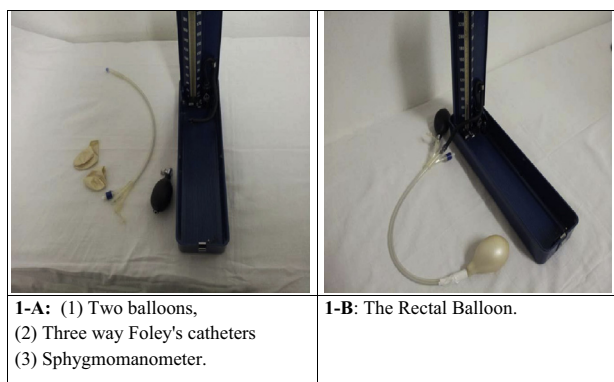 1-A: (1) Two balloons,
(2) Three way Foley's catheters
(3) Sphygmomanometer.
1-B: The Rectal Balloon.